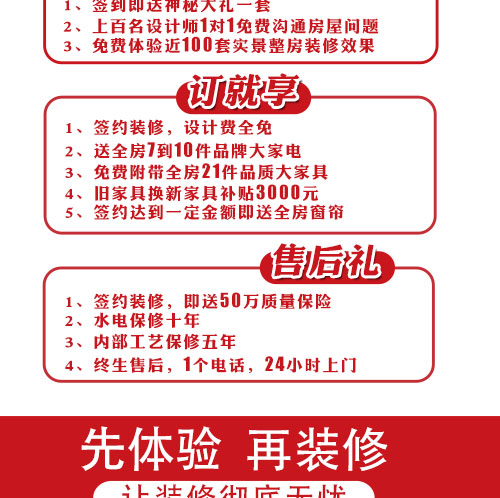 1、签到即送神秘大礼一套
2、上百名设计师1对1免费沟通房屋问题
3、免费体验近100套实景整房装修效果
订就享
1、签约装修，设计费全免
2、送全房7到10件品牌大家电
3、免费附带全房21件品质大家具
4、旧家具换新家具补贴3000元
5、签约达到一定金额即送全房窗帘
售后礼
1、签约装修，即送50万质量保险
2、水电保修十年
3、内部工艺保修五年
4、终生售后，1个电话，24小时上门
先体验 再装修
让装修彻底无忧